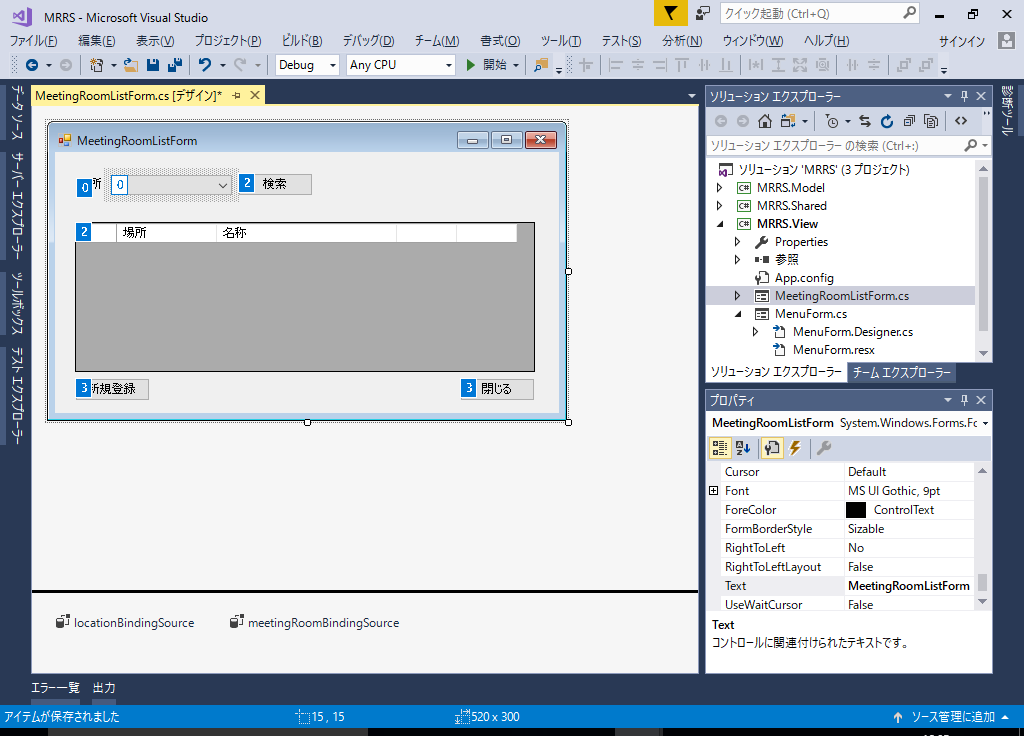 MRRS - Microsoft Visual Studio
クイック起動 (Ctrl+Q)
ファイル(F) 編集(E) 表示(V) プロジェクト(P) ビルド(B) デバッグ(D) チーム(M) 書式(O) ツール(T) テスト(S) 分析(N) ウィンドウ(W) ヘルプ(H) サインイン
Debug Any CPU 開始
データ ソース
サーバー エクスプローラー
ツールボックス
テスト エクスプローラー
MeetingRoomListForm.cs [デザイン]*
MeetingRoomListForm
0 所 0 2 検索
2 場所 名称
3 新規登録 3 閉じる
locationBindingSource meetingRoomBindingSource
ソリューション エクスプローラー
ソリューション エクスプローラー の検索 (Ctrl+:)
ソリューション 'MRRS' (3 プロジェクト)
C# MRRS.Model
C# MRRS.Shared
C# MRRS.View
Properties
参照
App.config
MeetingRoomListForm.cs
MenuForm.cs
MenuForm.Designer.cs
MenuForm.resx
ソリューション エクスプローラー チーム エクスプローラー
診断ツール
プロパティ
MeetingRoomListForm System.Windows.Forms.Fc
Cursor Default
Font MS UI Gothic, 9pt
ForeColor ControlText
FormBorderStyle Sizable
RightToLeft No
RightToLeftLayout False
Text MeetingRoomListForm
UseWaitCursor False
Text
コントロールに関連付けられたテキストです。
エラー一覧 出力
アイテムが保存されました 15 , 15 520 x 300 ソース管理に追加